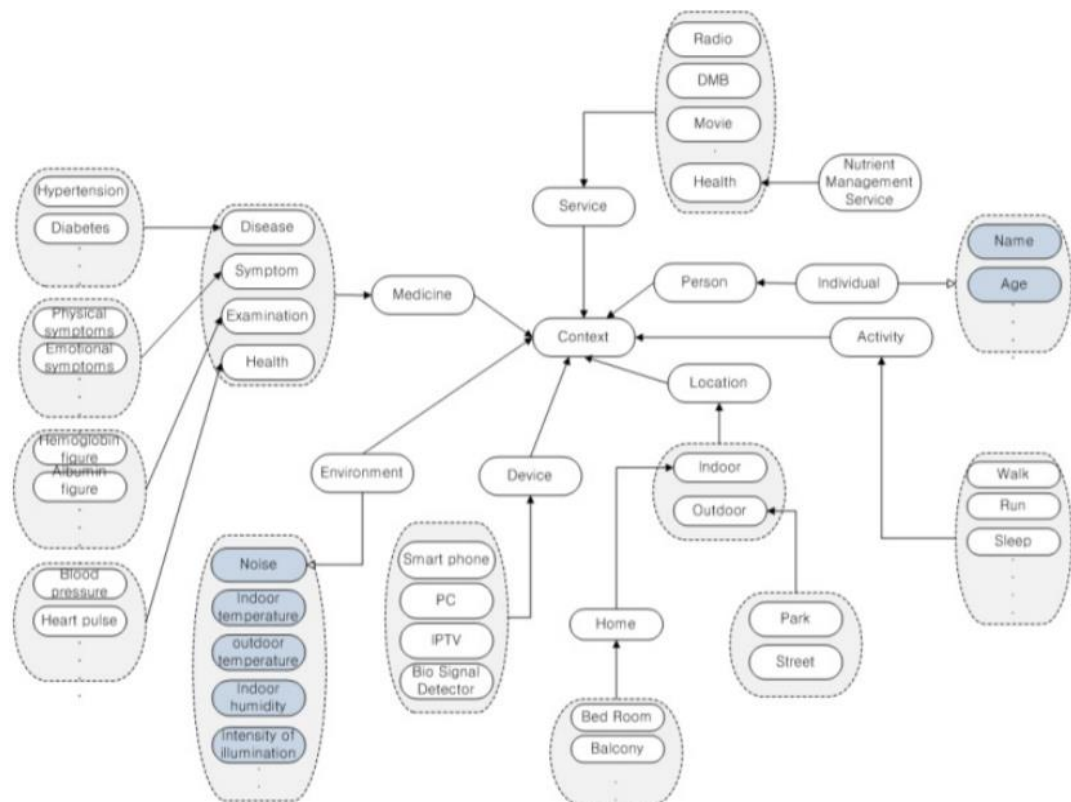 Radio
DMB
Movie
Health
Nutrient
Management
Service
Service
Hypertension
Diabetes
Disease
Symptom
Examination
Health
Physical
symptoms
Emotional
symptoms
Hemoglobin
figure
Albumin
figure
Blood
pressure
Heart pulse
Medicine
Context
Person
Individual
Name
Age
Activity
Location
Environment
Device
Indoor
Outdoor
Walk
Run
Sleep
Noise
Indoor
temperature
outdoor
temperature
Indoor
humidity
Intensity of
illumination
Smart phone
PC
IPTV
Bio Signal
Detector
Home
Park
Street
Bed Room
Balcony